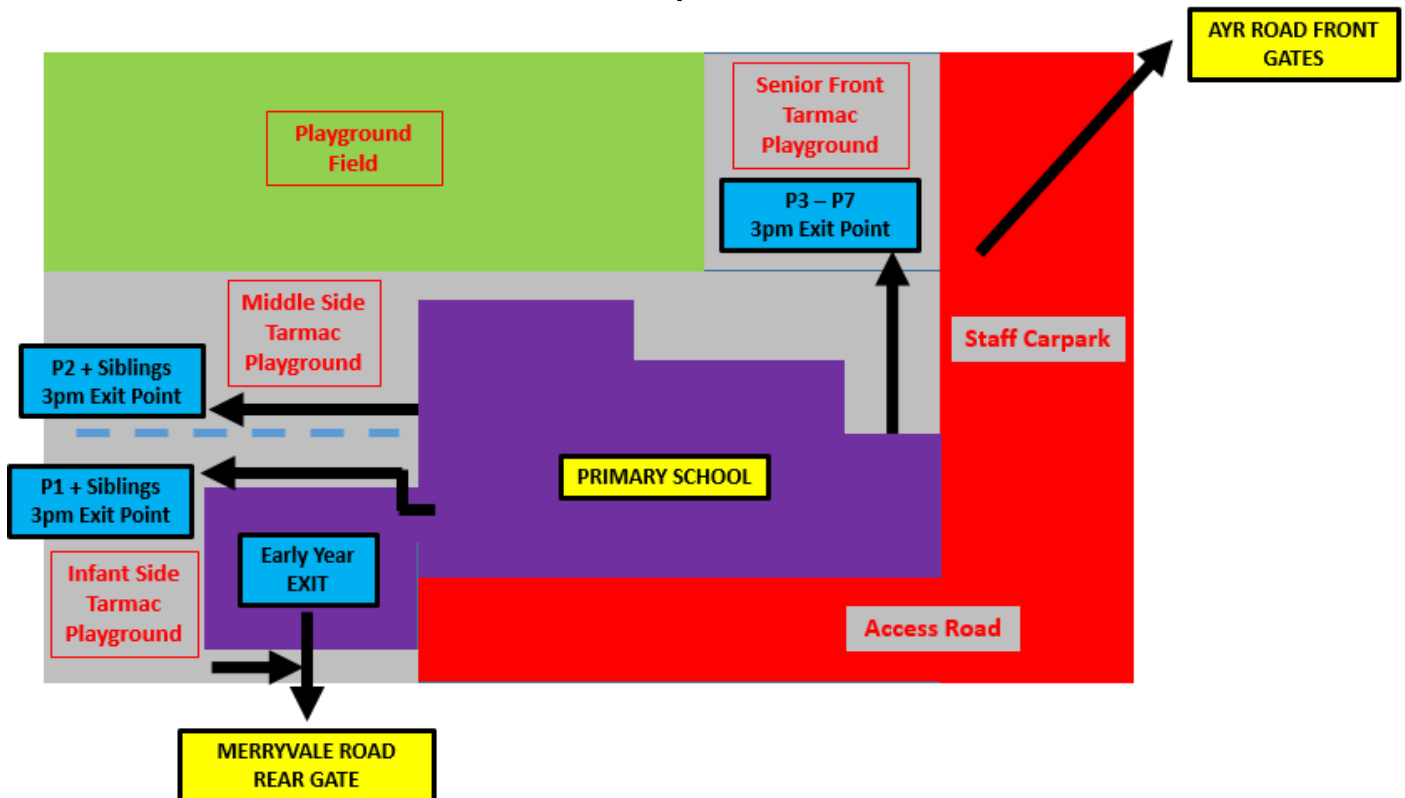 AYR ROAD FRONT
GATES
Senior Front
Tarmac
Playground
Playground
Field
P3 – P7
3pm Exit Point
Middle Side
Tarmac
Playground
Staff Carpark
P2 + Siblings
3pm Exit Point
PRIMARY SCHOOL
P1 + Siblings
3pm Exit Point
Early Year
EXIT
Infant Side
Tarmac
Playground
Access Road
MERRYVALE ROAD
REAR GATE